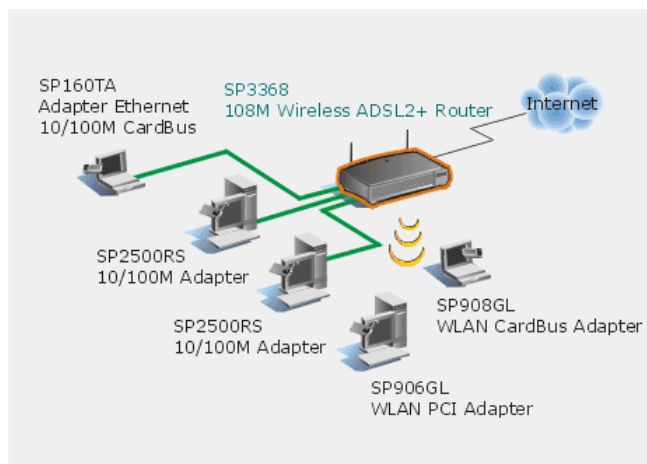 SP160TA
Adapter Ethernet
10/100M CardBus
SP3368
108M Wireless ADSL2+ Router
Internet
SP2500RS
10/100M Adapter
SP2500RS
10/100M Adapter
SP908GL
WLAN CardBus Adapter
SP906GL
WLAN PCI Adapter